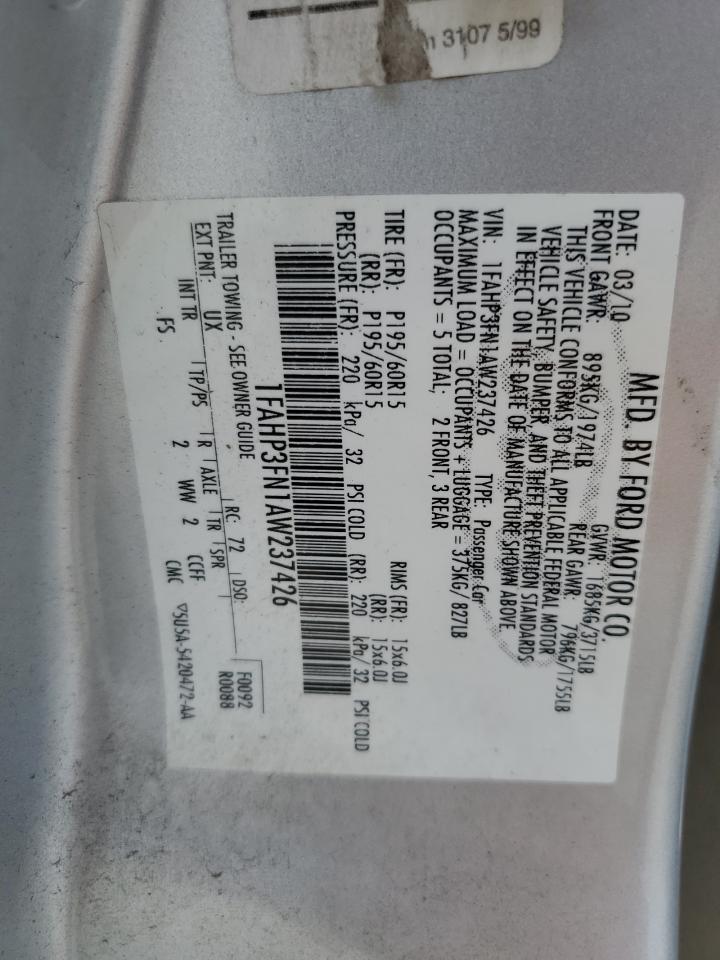 n 3107 5/99
MFD. BY FORD MOTOR CO.
DATE: 03/10 GVWR: 1685KG/3715LB
FRONT GAWR: 895KG/1974LB REAR GAWR: 796KG/1755LB
THIS VEHICLE CONFORMS TO ALL APPLICABLE FEDERAL MOTOR
VEHICLE SAFETY, BUMPER, AND THEFT PREVENTION STANDARDS
IN EFFECT ON THE DATE OF MANUFACTURE SHOWN ABOVE.
VIN: 1FAHP3FN1AW237426 TYPE: Passenger Car
MAXIMUM LOAD = OCCUPANTS + LUGGAGE = 375KG/827LB
OCCUPANTS = 5 TOTAL; 2 FRONT, 3 REAR
TIRE (FR): P195/60R15 RIMS (FR): 15x6.0J
(RR): P195/60R15 (RR): 15x6.0J
PRESSURE (FR): 220 kPa/ 32 PSI COLD (RR): 220 kPa/ 32 PSI COLD
1FAHP3FN1AW237426
TRAILER TOWING - SEE OWNER GUIDE
F0092
EXT PNT: UX RC: 72 DSO: R0088
INT TR TP/PS R AXLE TR SPR
FS 2 WW 2 CCFF
CMC 5U5A-5420472-AA